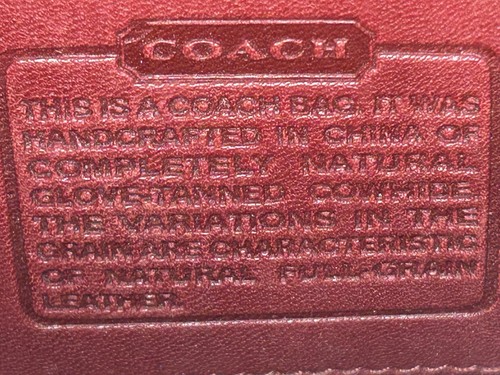 COACH
THIS IS A COACH BAG. IT WAS
HANDCRAFTED IN CHINA OF
COMPLETELY NATURAL
GLOVE-TANNED COWHIDE
THE VARIATIONS IN THE
GRAIN ARE CHARACTERISTIC
OF NATURAL FULL-GRAIN
LEATHER.